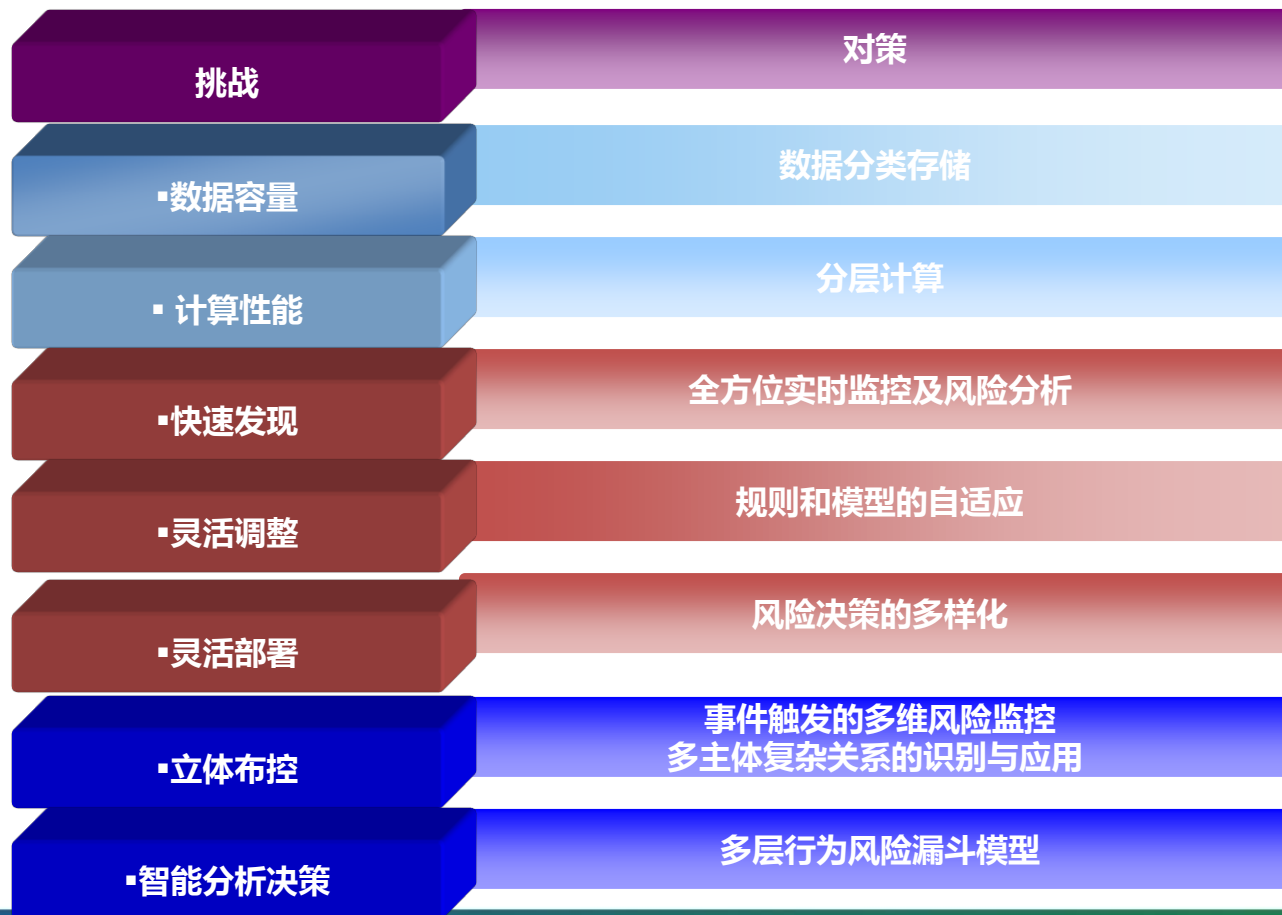 挑战
对策
▪数据容量
数据分类存储
▪ 计算性能
分层计算
▪快速发现
全方位实时监控及风险分析
▪灵活调整
规则和模型的自适应
▪灵活部署
风险决策的多样化
▪立体布控
事件触发的多维风险监控
多主体复杂关系的识别与应用
▪智能分析决策
多层行为风险漏斗模型